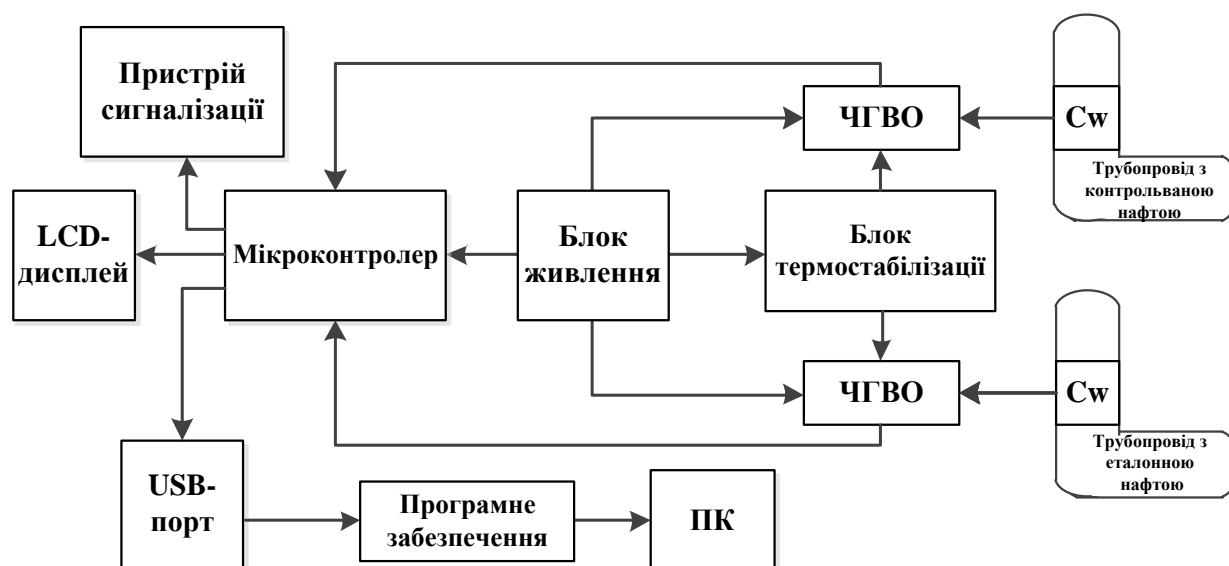 Пристрій
сигналізації
ЧГВО
Cw
Трубопровід з
контрольваною
нафтою
LCD-
дисплей
Мікроконтролер
Блок
живлення
Блок
термостабілізації
ЧГВО
Cw
Трубопровід з
еталонною
нафтою
USB-
порт
Програмне
забезпечення
ПК